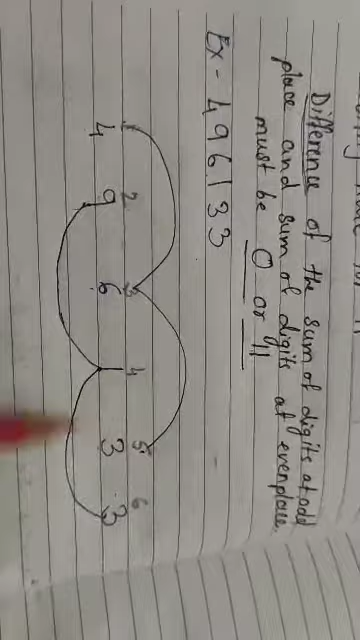 Difference of the sum of digits at odd
place and sum of digits at even place
must be 0 or 11
Ex - 496133
1 2 3 4 5 6
4 9 6 1 3 3